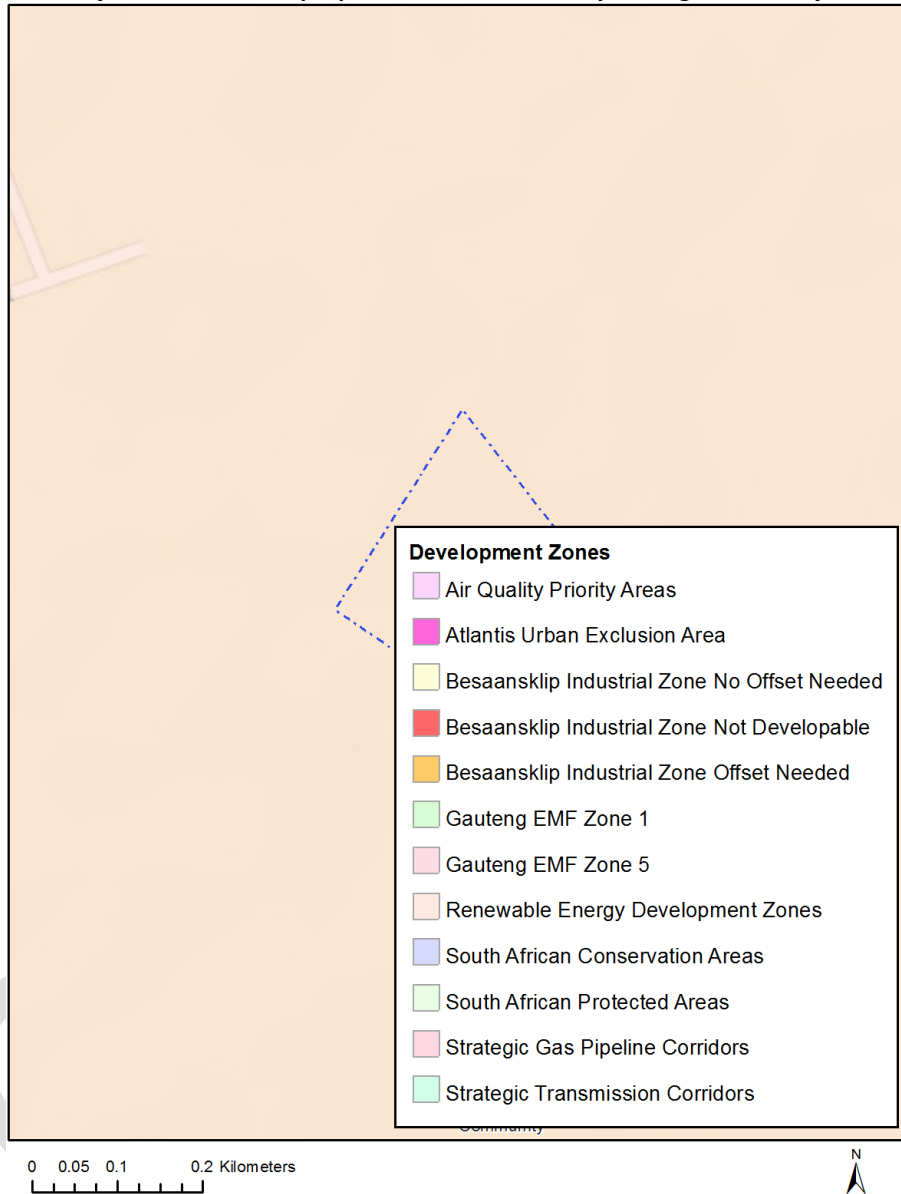 Development Zones
Air Quality Priority Areas
Atlantis Urban Exclusion Area
Besaansklip Industrial Zone No Offset Needed
Besaansklip Industrial Zone Not Developable
Besaansklip Industrial Zone Offset Needed
Gauteng EMF Zone 1
Gauteng EMF Zone 5
Renewable Energy Development Zones
South African Conservation Areas
South African Protected Areas
Strategic Gas Pipeline Corridors
Strategic Transmission Corridors
Community
0 0.05 0.1 0.2 Kilometers
N